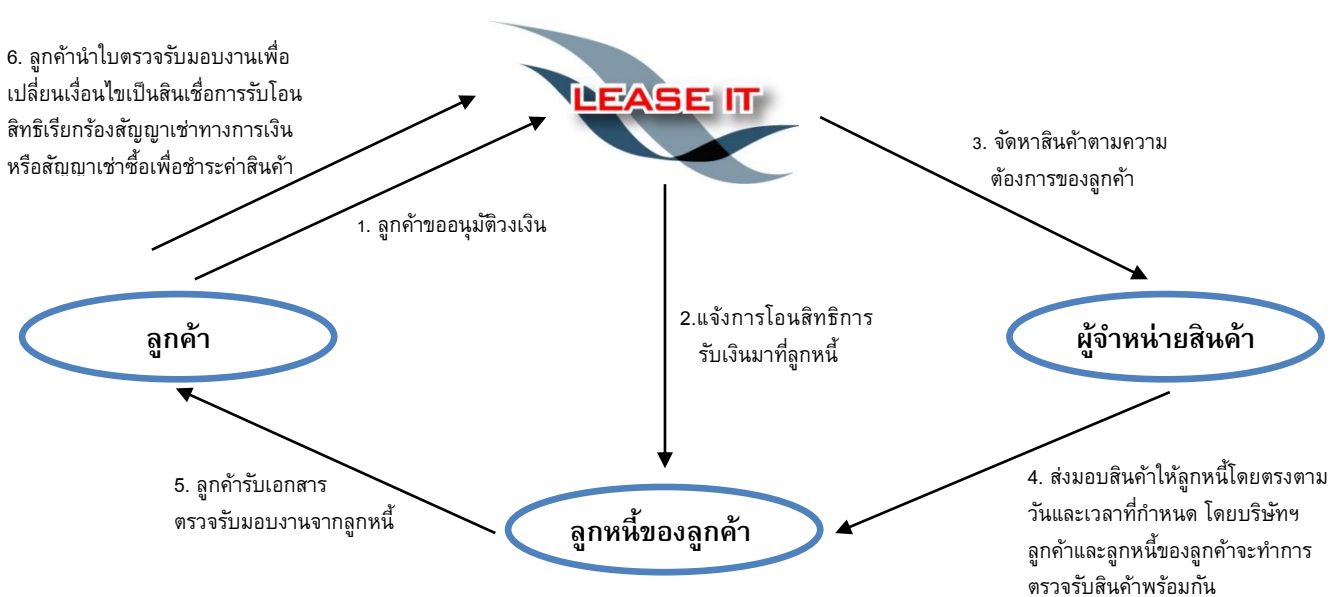 6. ลูกค้านำใบตรวจรับมอบงานเพื่อ
เปลี่ยนเงื่อนไขเป็นสินเชื่อการรับโอน
สิทธิเรียกร้องสัญญาเช่าทางการเงิน
หรือสัญญาเช่าซื้อเพื่อชำระค่าสินค้า
LEASE IT
3. จัดหาสินค้าตามความ
ต้องการของลูกค้า
1. ลูกค้าขออนุมัติวงเงิน
2.แจ้งการโอนสิทธิการ
รับเงินมาที่ลูกหนี้
ลูกค้า
ผู้จำหน่ายสินค้า
5. ลูกค้ารับเอกสาร
ตรวจรับมอบงานจากลูกหนี้
ลูกหนี้ของลูกค้า
4. ส่งมอบสินค้าให้ลูกหนี้โดยตรงตาม
วันและเวลาที่กำหนด โดยบริษัทฯ
ลูกค้าและลูกหนี้ของลูกค้าจะทำการ
ตรวจรับสินค้าพร้อมกัน